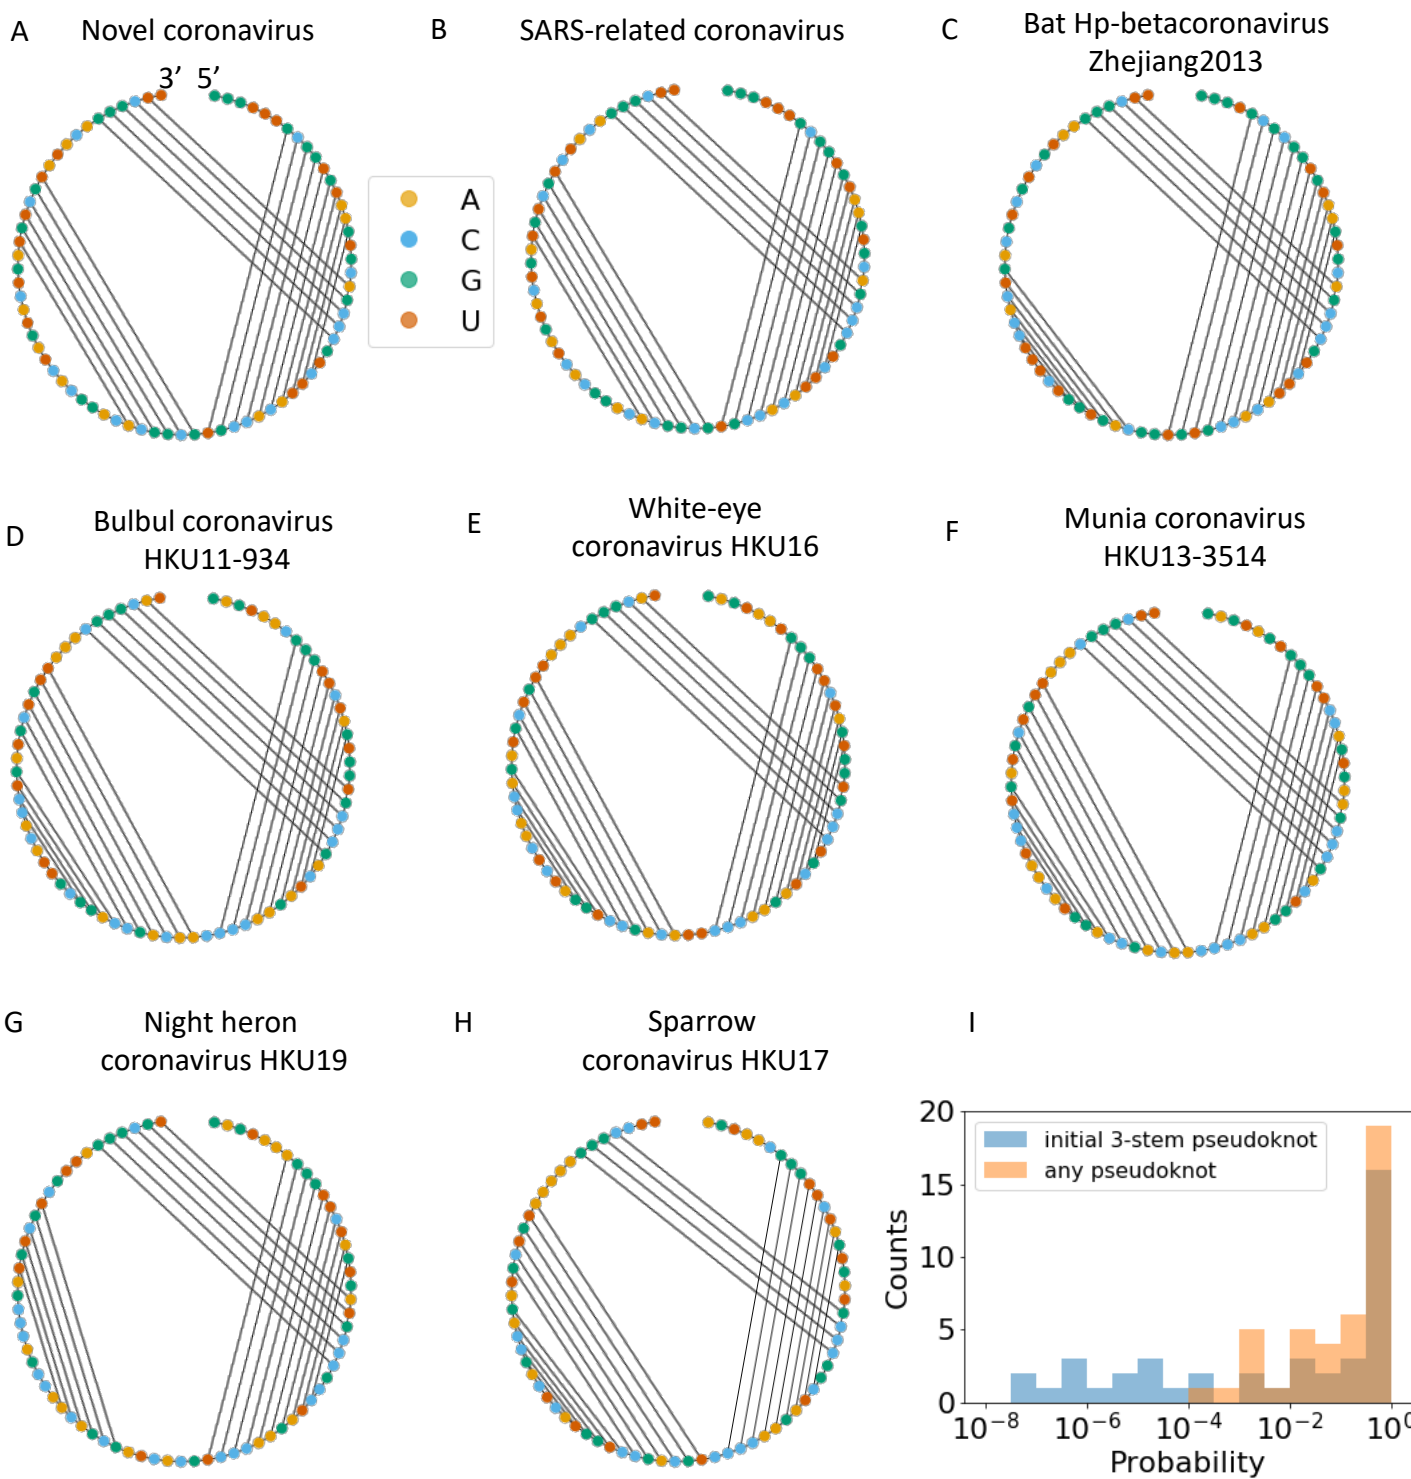 A
Novel coronavirus
3’ 5’
B
SARS-related coronavirus
C
Bat Hp-betacoronavirus
Zhejiang2013
A
C
G
U
D
Bulbul coronavirus
HKU11-934
E
White-eye
coronavirus HKU16
F
Munia coronavirus
HKU13-3514
G
Night heron
coronavirus HKU19
H
Sparrow
coronavirus HKU17
I
20
15
10
5
0
Counts
initial 3-stem pseudoknot
any pseudoknot
10⁻⁸ 10⁻⁶ 10⁻⁴ 10⁻² 10⁰
Probability